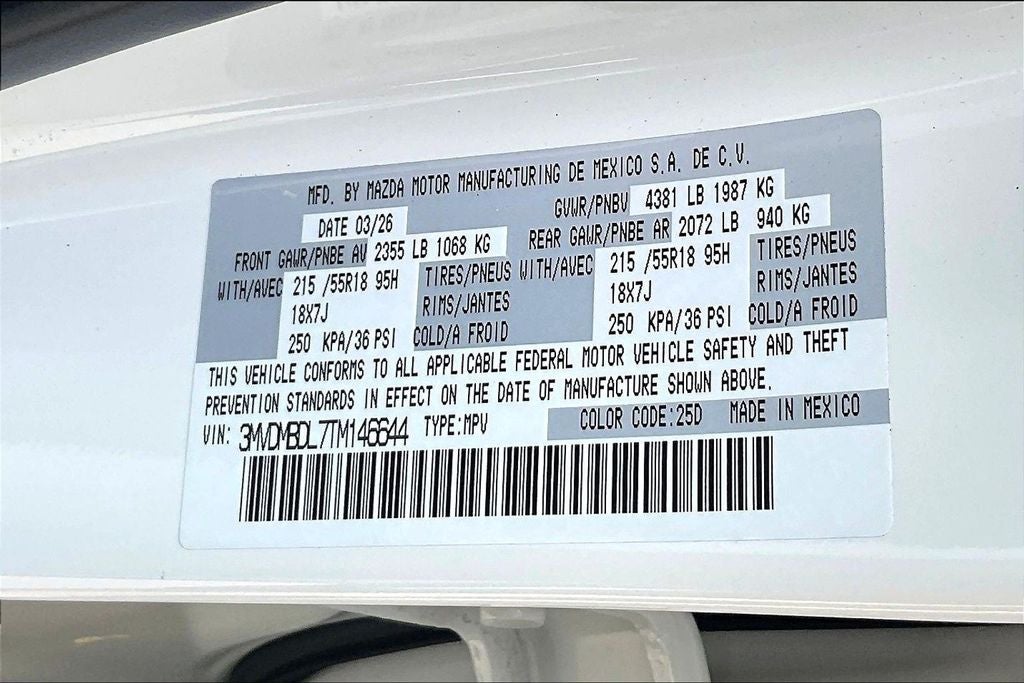 MFD. BY MAZDA MOTOR MANUFACTURING DE MEXICO S.A. DE C.V.
DATE 03/26 GVWR/PNBV 4381 LB 1987 KG
FRONT GAWR/PNBE AV 2355 LB 1068 KG REAR GAWR/PNBE AR 2072 LB 940 KG
WITH/AVEC 215 /55R18 95H TIRES/PNEUS WITH/AVEC 215 /55R18 95H TIRES/PNEUS
18X7J RIMS/JANTES 18X7J RIMS/JANTES
250 KPA/36 PSI COLD/A FROID 250 KPA/36 PSI COLD/A FROID
THIS VEHICLE CONFORMS TO ALL APPLICABLE FEDERAL MOTOR VEHICLE SAFETY AND THEFT
PREVENTION STANDARDS IN EFFECT ON THE DATE OF MANUFACTURE SHOWN ABOVE.
VIN: 3MVDMBDL7TM146644 TYPE:MPV COLOR CODE:25D MADE IN MEXICO